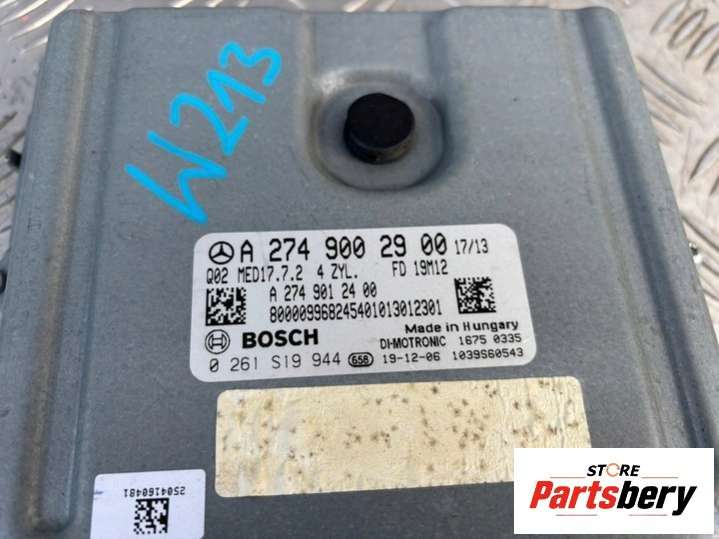 W213
A 274 900 29 00 17/13
Q02 MED17.7.2 4 ZYL. FD 19M12
A 274 901 24 00
800009968245401013012301
BOSCH
Made in Hungary
DI-MOTRONIC 1675 0335
0 261 S19 944 658 19-12-06 1039S60543
2504160481
STORE
Partsbery